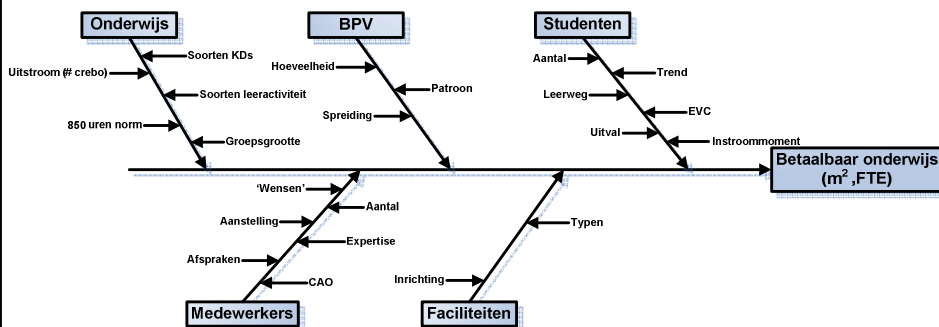 Onderwijs
BPV
Studenten
Soorten KDs
Uitstroom (# crebo)
Soorten leeractiviteit
850 uren norm
Groepsgrootte
Hoeveelheid
Patroon
Spreiding
Aantal
Trend
Leerweg
EVC
Uitval
Instroommoment
Betaalbaar onderwijs
(m² ,FTE)
‘Wensen’
Aantal
Aanstelling
Expertise
Afspraken
CAO
Typen
Inrichting
Medewerkers
Faciliteiten